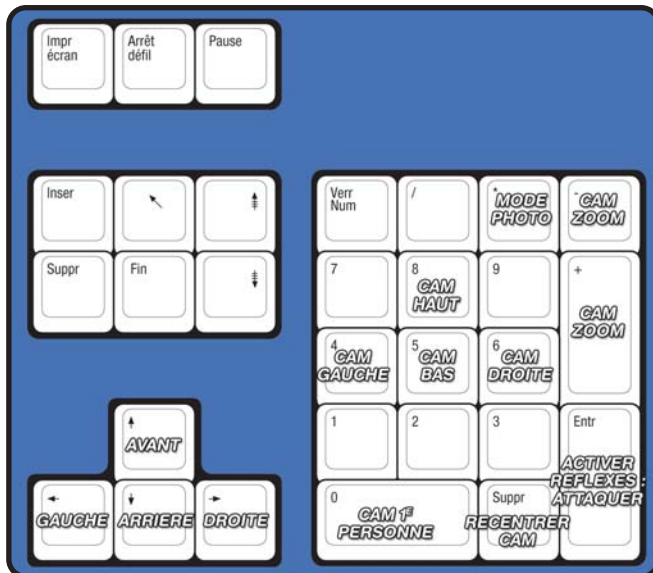 Impr
écran
Arrêt
défil
Pause
Inser
Suppr
Fin
Verr
Num
/
*
MODE
PHOTO
-
CAM
ZOOM
7
8
CAM
HAUT
9
+
CAM
ZOOM
4
CAM
GAUCHE
5
CAM
BAS
6
CAM
DROITE
AVANT
1
2
3
Entr
ACTIVER
REFLEXES :
ATTAQUER
GAUCHE
ARRIERE
DROITE
0
CAM 1E
PERSONNE
Suppr
RECENTRER
CAM